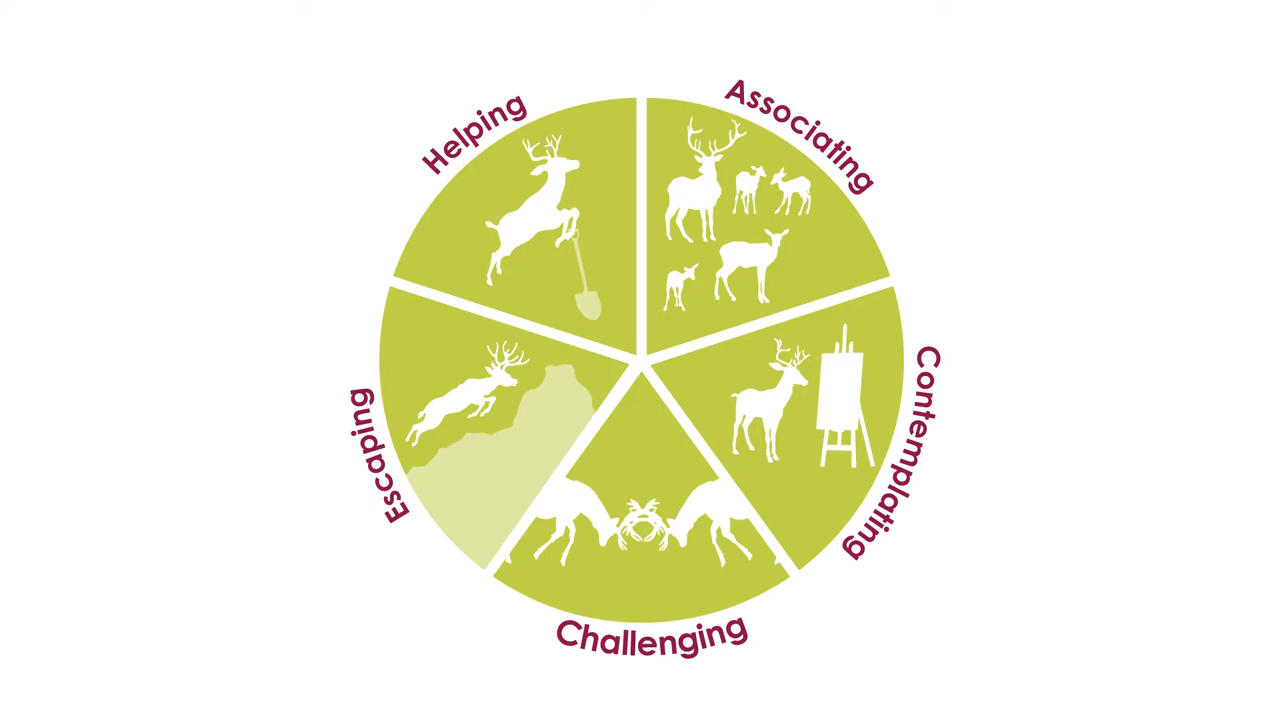 Helping
Associating
Escaping
Contemplating
Challenging